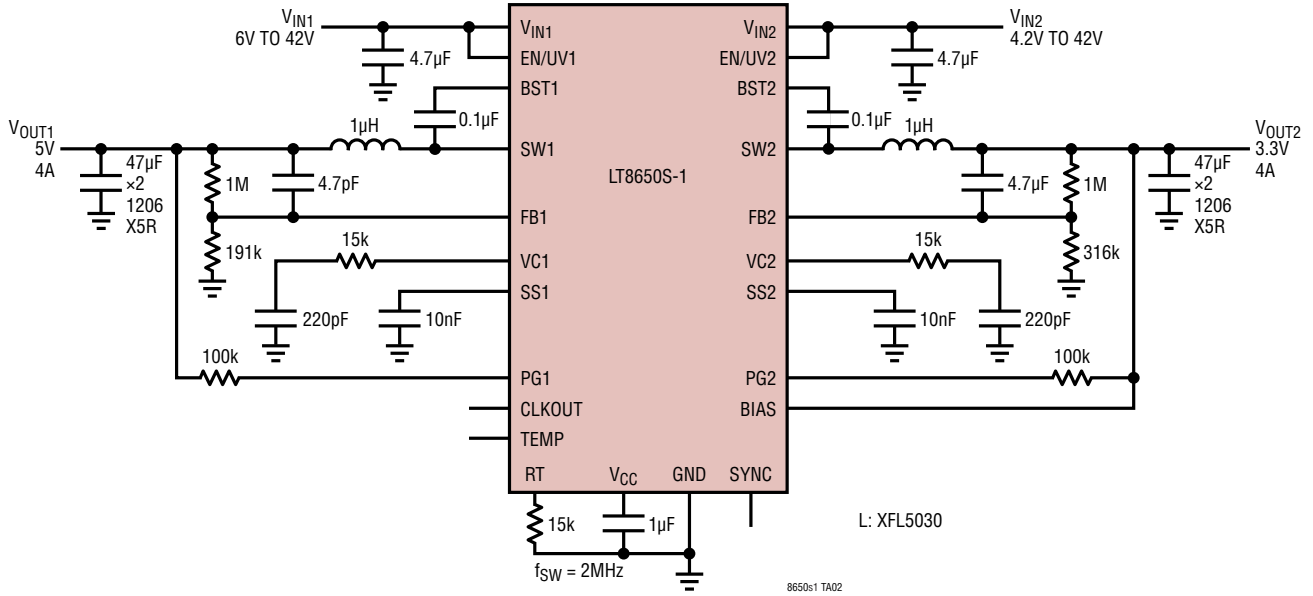 VIN1
6V TO 42V
4.7µF
VIN1
EN/UV1
BST1
0.1µF
1µH
SW1
VOUT1
5V
4A
47µF
×2
1206
X5R
1M
4.7pF
FB1
191k
15k
VC1
SS1
220pF
10nF
100k
PG1
CLKOUT
TEMP
LT8650S-1
VIN2
EN/UV2
BST2
SW2
FB2
VC2
SS2
PG2
BIAS
RT
VCC
GND
SYNC
VIN2
4.2V TO 42V
4.7µF
0.1µF
1µH
VOUT2
3.3V
4A
47µF
×2
1206
X5R
4.7µF
1M
316k
15k
10nF
220pF
100k
15k
1µF
fSW = 2MHz
L: XFL5030
8650s1 TA02